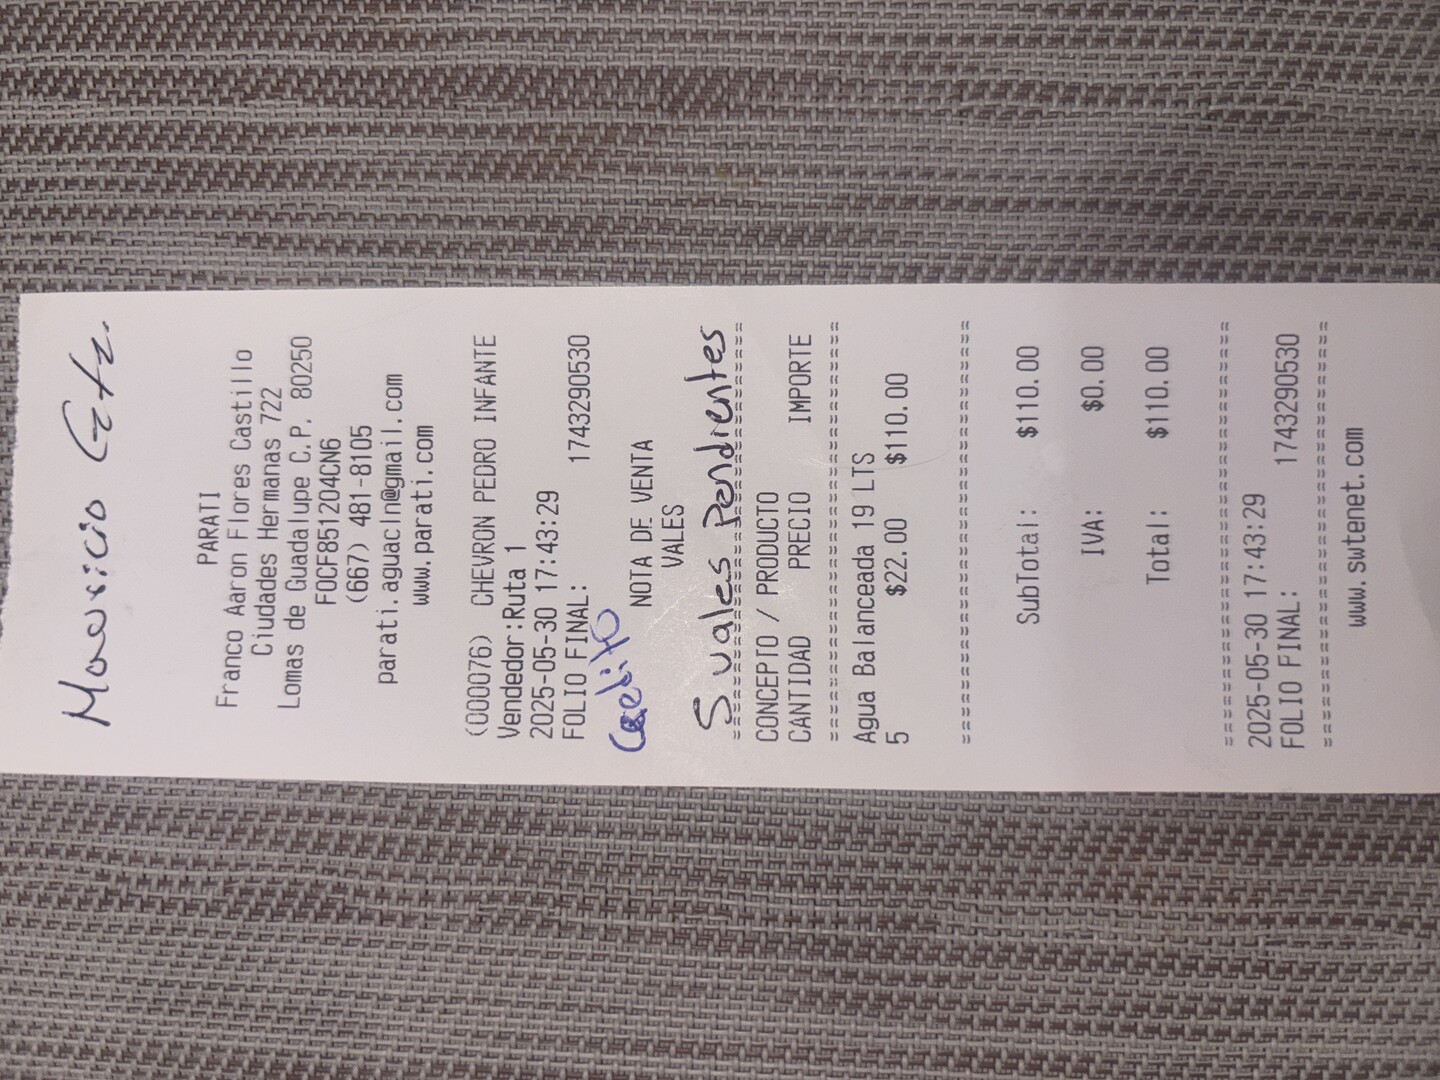 Mauricio Gtz.
PARATI
Franco Aaron Flores Castillo
Ciudades Hermanas 722
Lomas de Guadalupe C.P. 80250
FOCF851204CN6
(667) 481-8105
parati.aguacln@gmail.com
www.parati.com
(000076) CHEVRON PEDRO INFANTE
Vendedor:Ruta 1
2025-05-30 17:43:29
FOLIO FINAL: 1743290530
Credito
NOTA DE VENTA
VALES
5 vales Pendientes
==============================
CONCEPTO / PRODUCTO
CANTIDAD PRECIO IMPORTE
==============================
Agua Balanceada 19 LTS
5 $22.00 $110.00
==============================
SubTotal: $110.00
IVA: $0.00
Total: $110.00
==============================
2025-05-30 17:43:29
FOLIO FINAL: 1743290530
==============================
www.swtenet.com